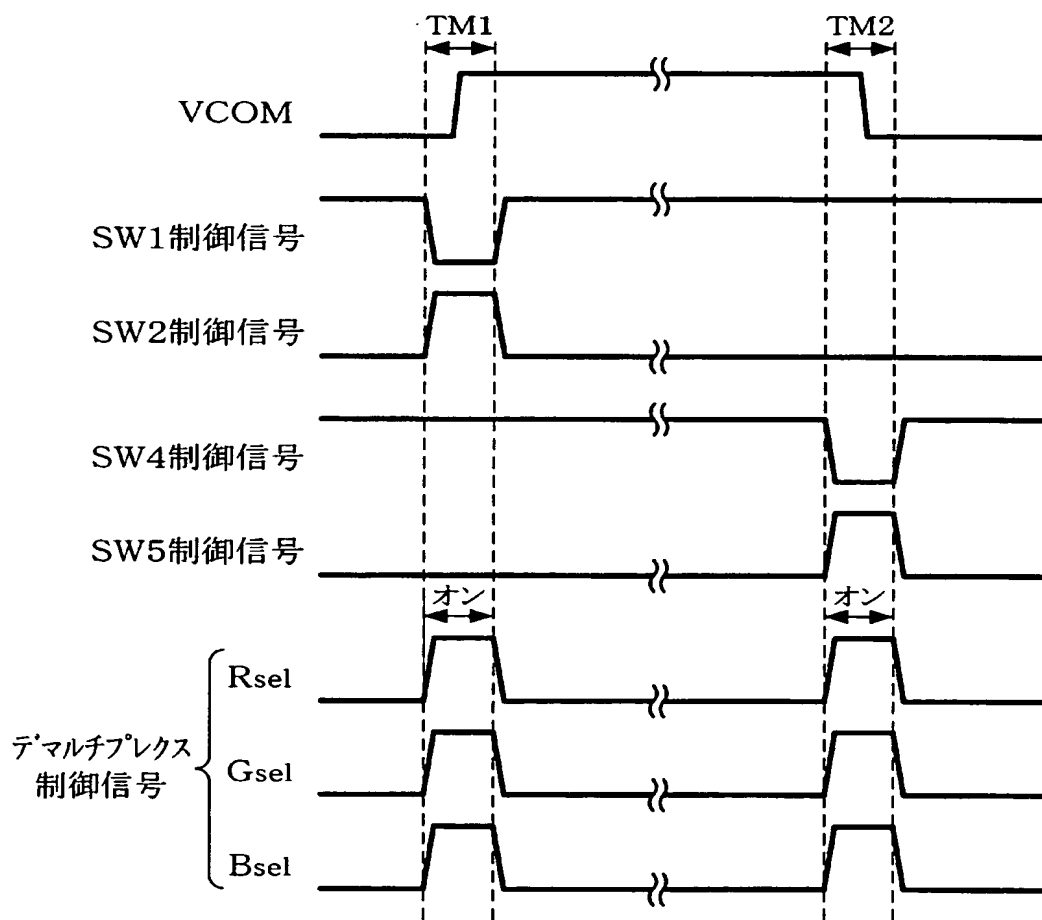 TM1
TM2
VCOM
SW1制御信号
SW2制御信号
SW4制御信号
SW5制御信号
オン
オン
Rsel
デマルチプレクス
制御信号
Gsel
Bsel